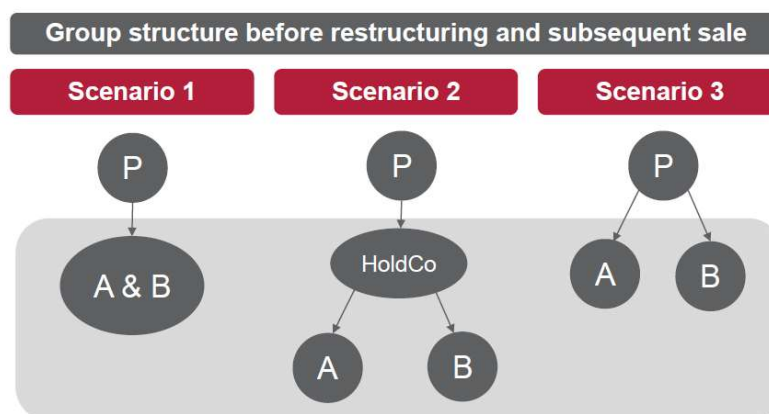 Group structure before restructuring and subsequent sale
Scenario 1
Scenario 2
Scenario 3
P
P
P
A & B
HoldCo
A
B
A
B